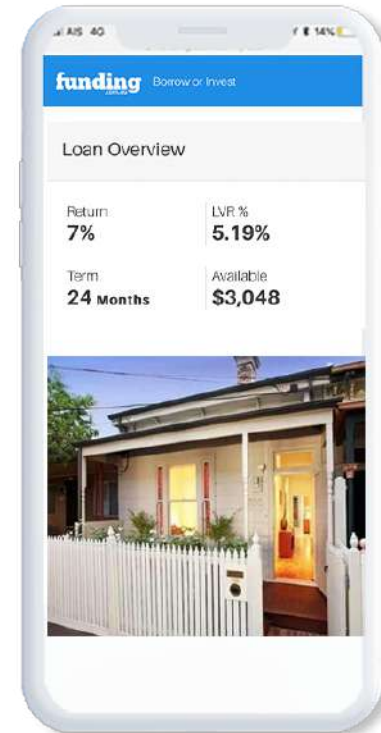 AIS 4G 14%
funding Borrow or Invest
.com.au
Loan Overview
Return LVR %
7% 5.19%
Term Available
24 Months $3,048